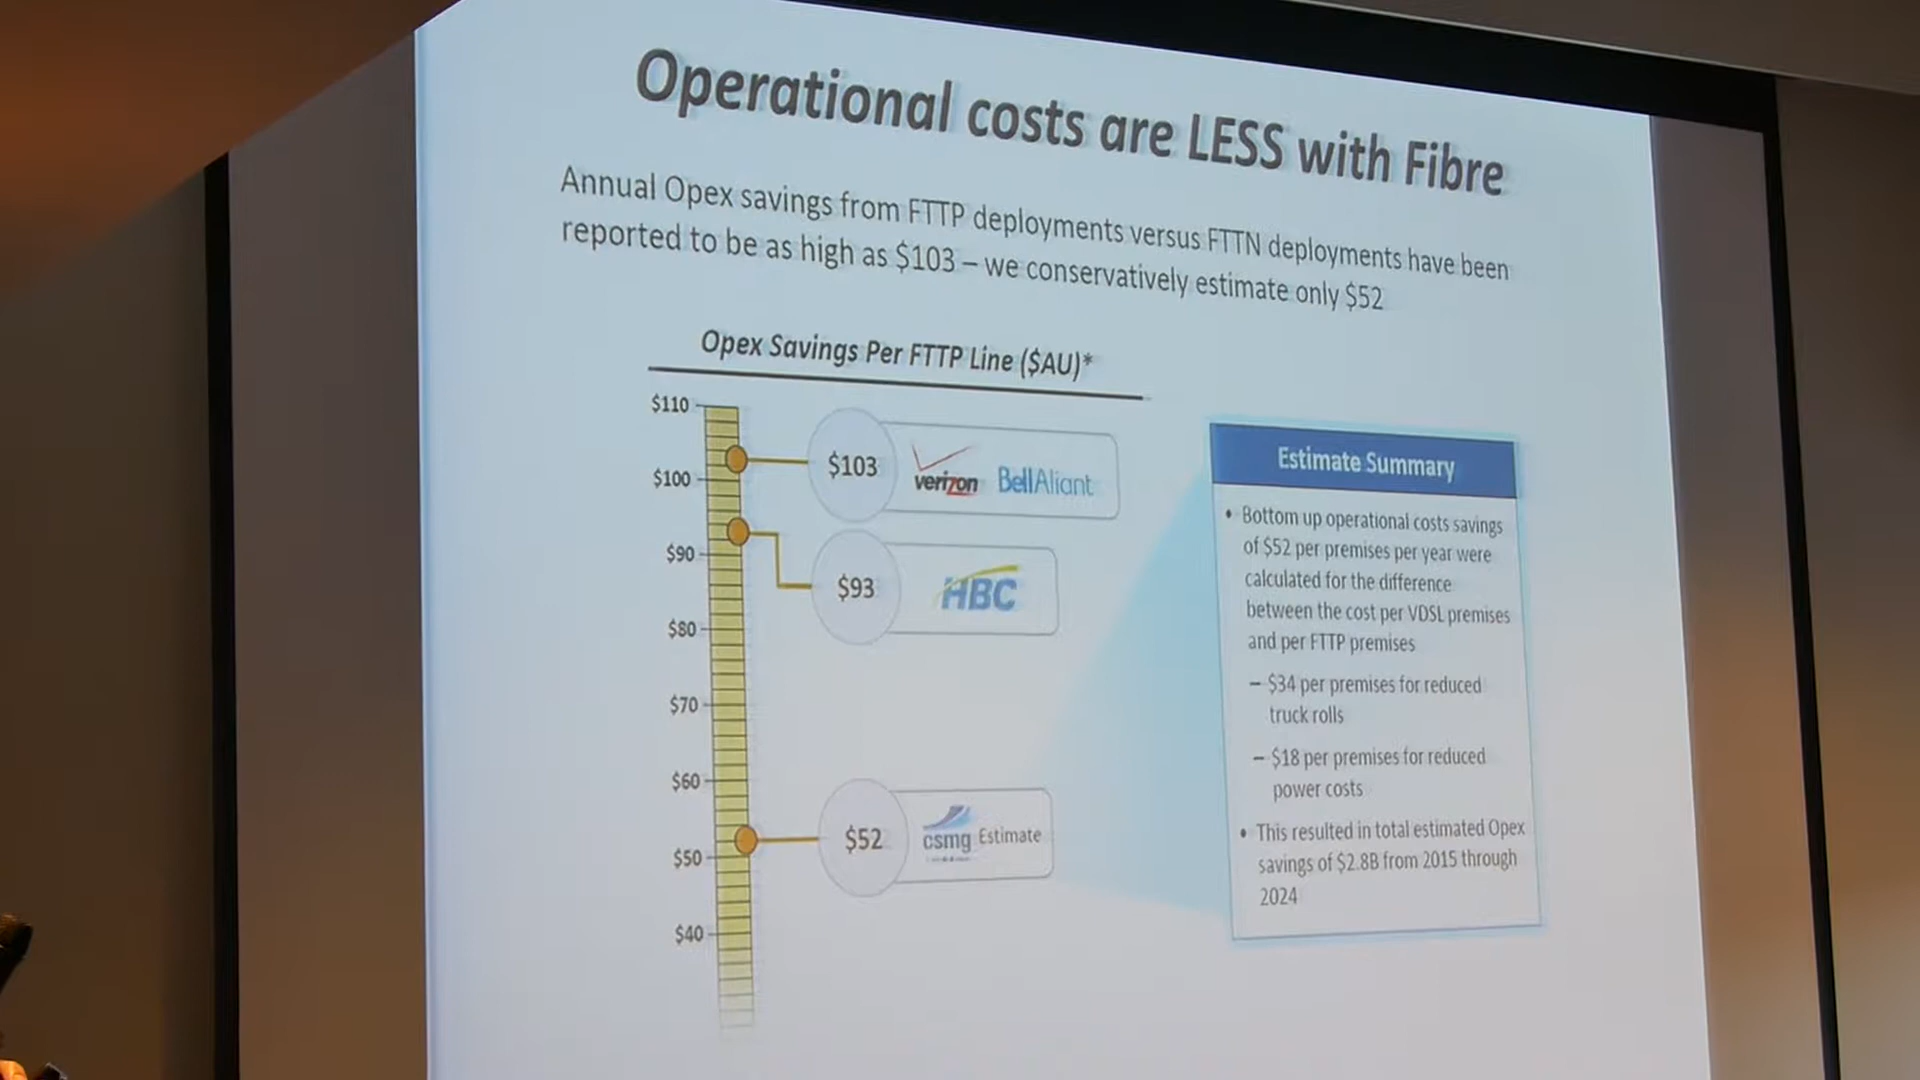 Operational costs are LESS with Fibre
Annual Opex savings from FTTP deployments versus FTTN deployments have been
reported to be as high as $103 – we conservatively estimate only $52
Opex Savings Per FTTP Line ($AU)*
$110
$100
$90
$80
$70
$60
$50
$40
$103
verizon BellAliant
$93
HBC
$52
csmg Estimate
Estimate Summary
• Bottom up operational costs savings
of $52 per premises per year were
calculated for the difference
between the cost per VDSL premises
and per FTTP premises
– $34 per premises for reduced
truck rolls
– $18 per premises for reduced
power costs
• This resulted in total estimated Opex
savings of $2.8B from 2015 through
2024